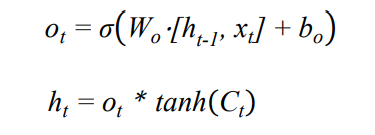 oₜ = σ(Wₒ·[hₜ₋₁, xₜ] + bₒ)
hₜ = oₜ * tanh(Cₜ)